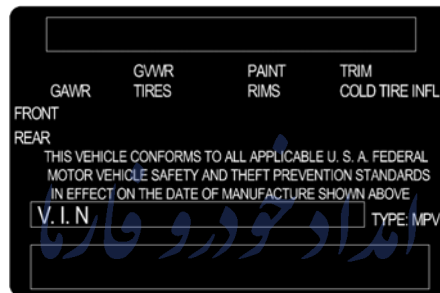 GVWR PAINT TRIM
GAWR TIRES RIMS COLD TIRE INFL
FRONT
REAR
THIS VEHICLE CONFORMS TO ALL APPLICABLE U. S. A. FEDERAL
MOTOR VEHICLE SAFETY AND THEFT PREVENTION STANDARDS
IN EFFECT ON THE DATE OF MANUFACTURE SHOWN ABOVE
V. I. N TYPE: MPV
امداد خودرو فارما